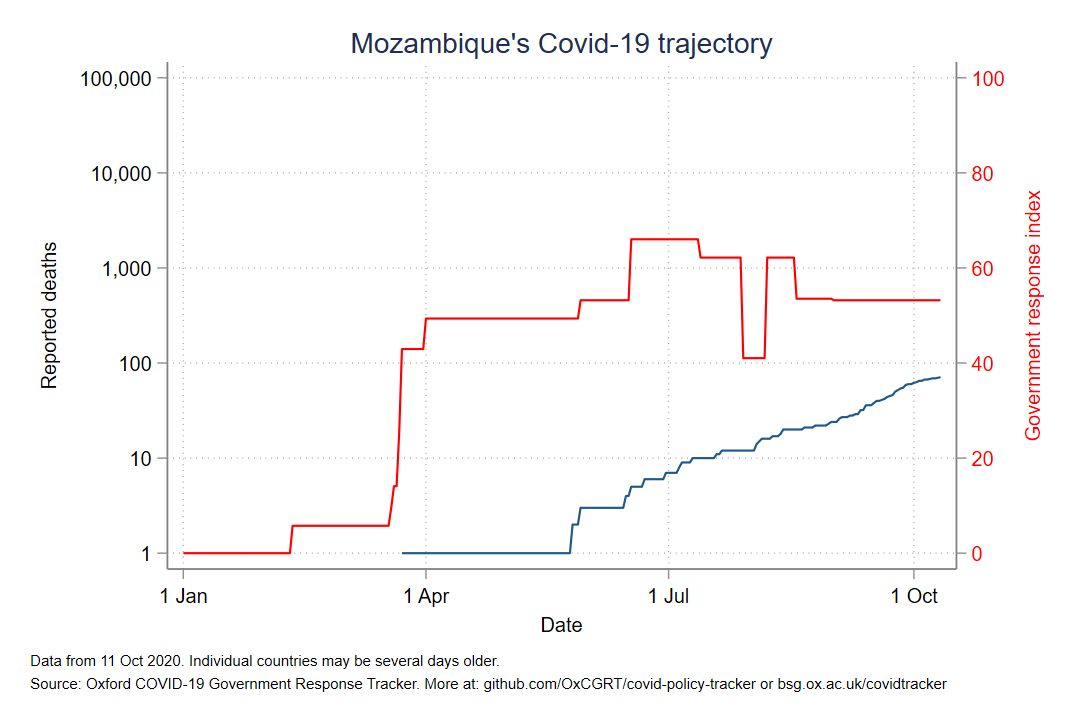 Mozambique's Covid-19 trajectory
100,000
10,000
1,000
100
10
1
Reported deaths
100
80
60
40
20
0
Government response index
1 Jan
1 Apr
1 Jul
1 Oct
Date
Data from 11 Oct 2020. Individual countries may be several days older.
Source: Oxford COVID-19 Government Response Tracker. More at: github.com/OxCGRT/covid-policy-tracker or bsg.ox.ac.uk/covidtracker